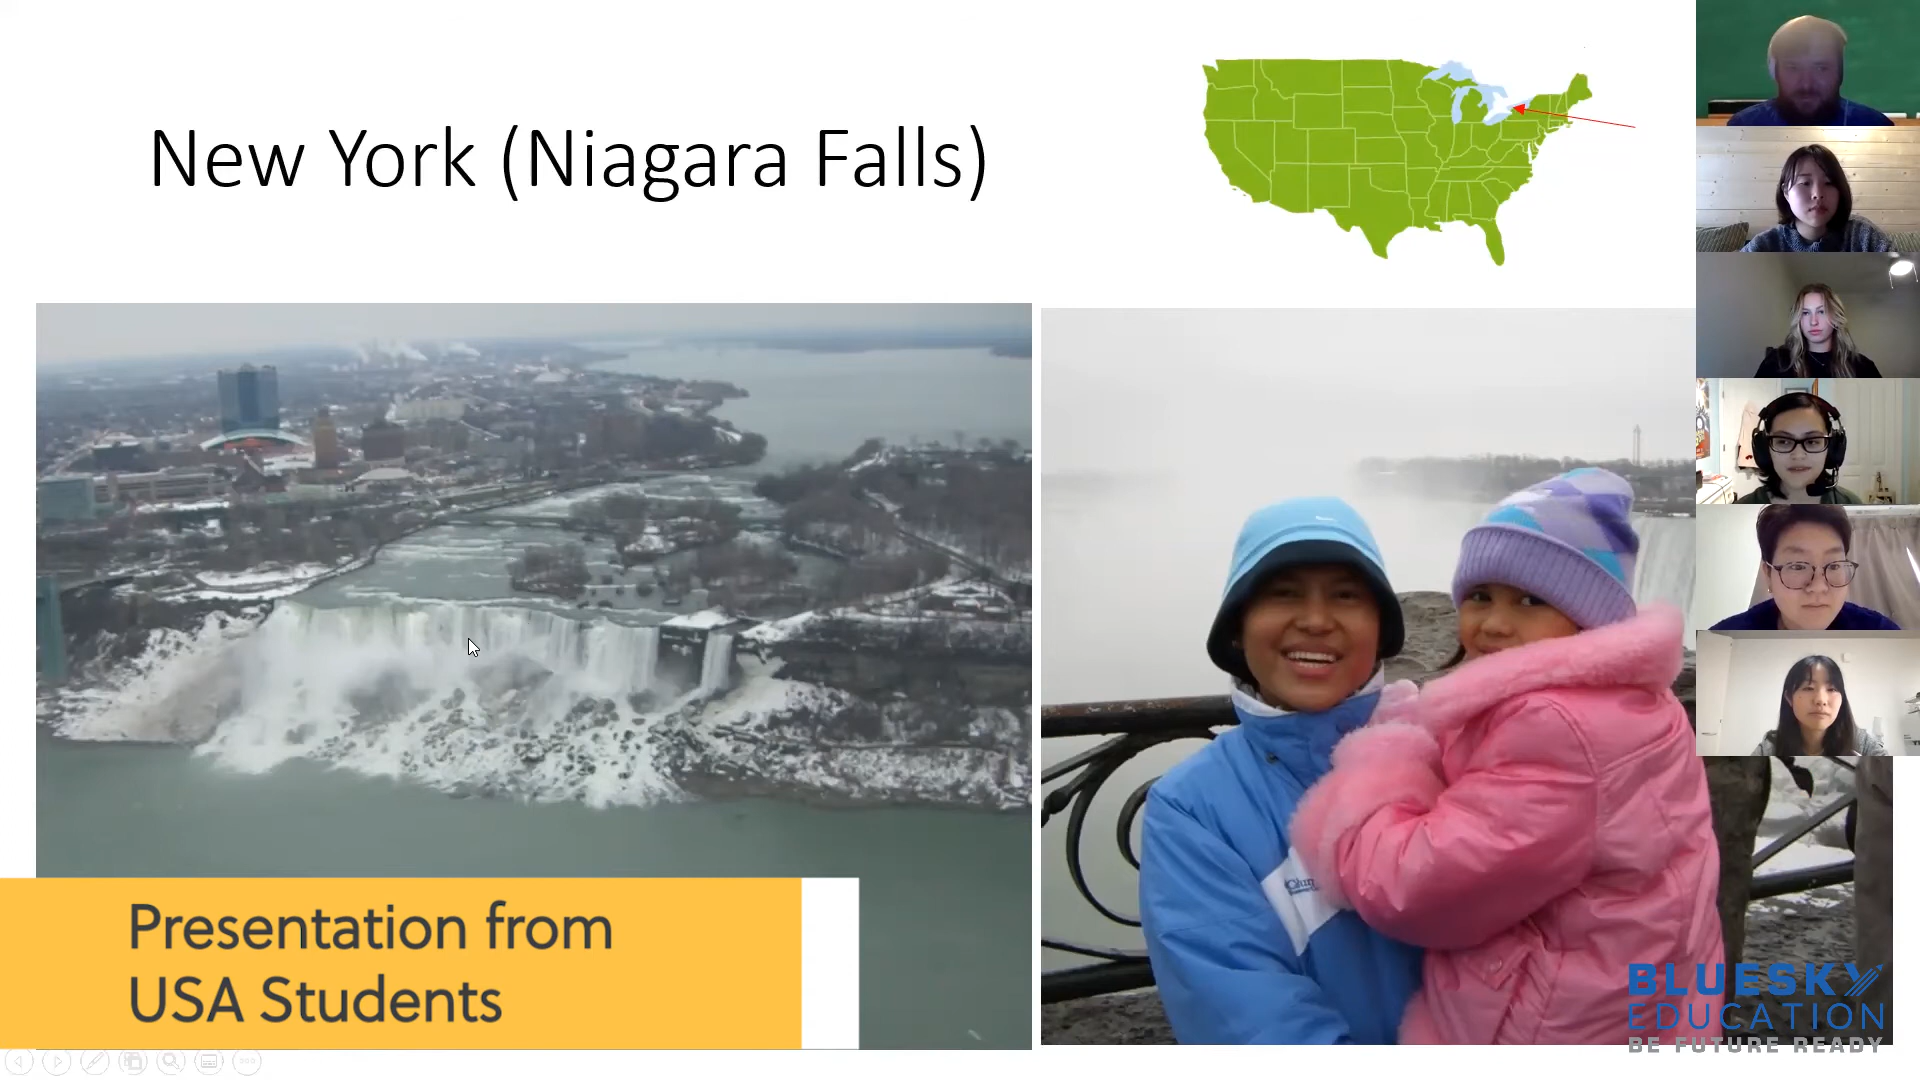 New York (Niagara Falls)
Presentation from
USA Students
BLUESKY
EDUCATION
BE FUTURE READY